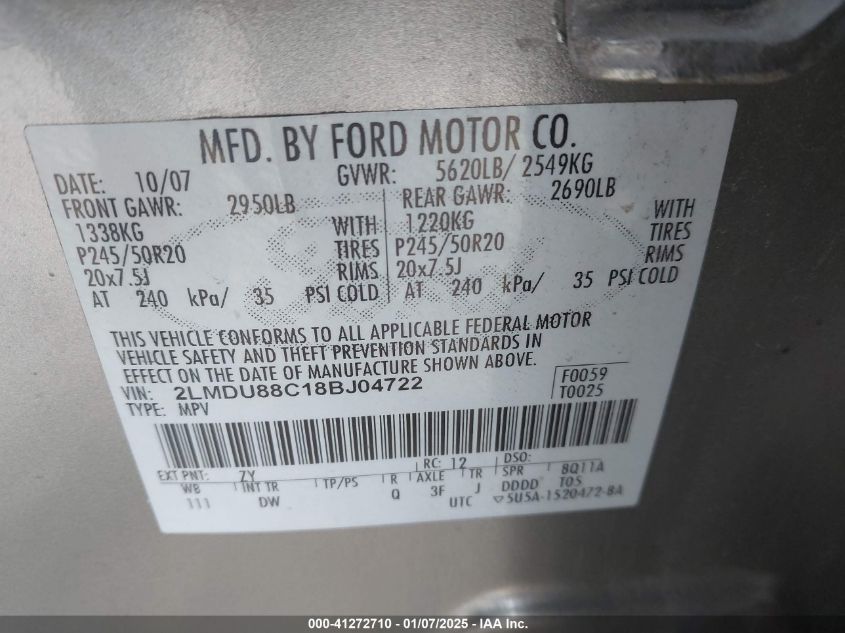 MFD. BY FORD MOTOR CO.
DATE: 10/07 GVWR: 5620LB/ 2549KG
FRONT GAWR: 2950LB REAR GAWR: 2690LB
1338KG WITH 1220KG WITH
P245/50R20 TIRES P245/50R20 TIRES
20x7.5J RIMS 20x7.5J RIMS
AT 240 kPa/ 35 PSI COLD AT 240 kPa/ 35 PSI COLD
THIS VEHICLE CONFORMS TO ALL APPLICABLE FEDERAL MOTOR
VEHICLE SAFETY AND THEFT PREVENTION STANDARDS IN
EFFECT ON THE DATE OF MANUFACTURE SHOWN ABOVE.
VIN: 2LMDU88C18BJ04722 F0059
TYPE: MPV T0025
EXT PNT: ZY RC: 12 DSO:
WB INT TR TP/PS R AXLE TR SPR 8Q11A
111 DW Q 3F J DDDD T05
UTC ▽5U5A-1520472-BA
000-41272710 | 01/07/2025 - IAA Inc.